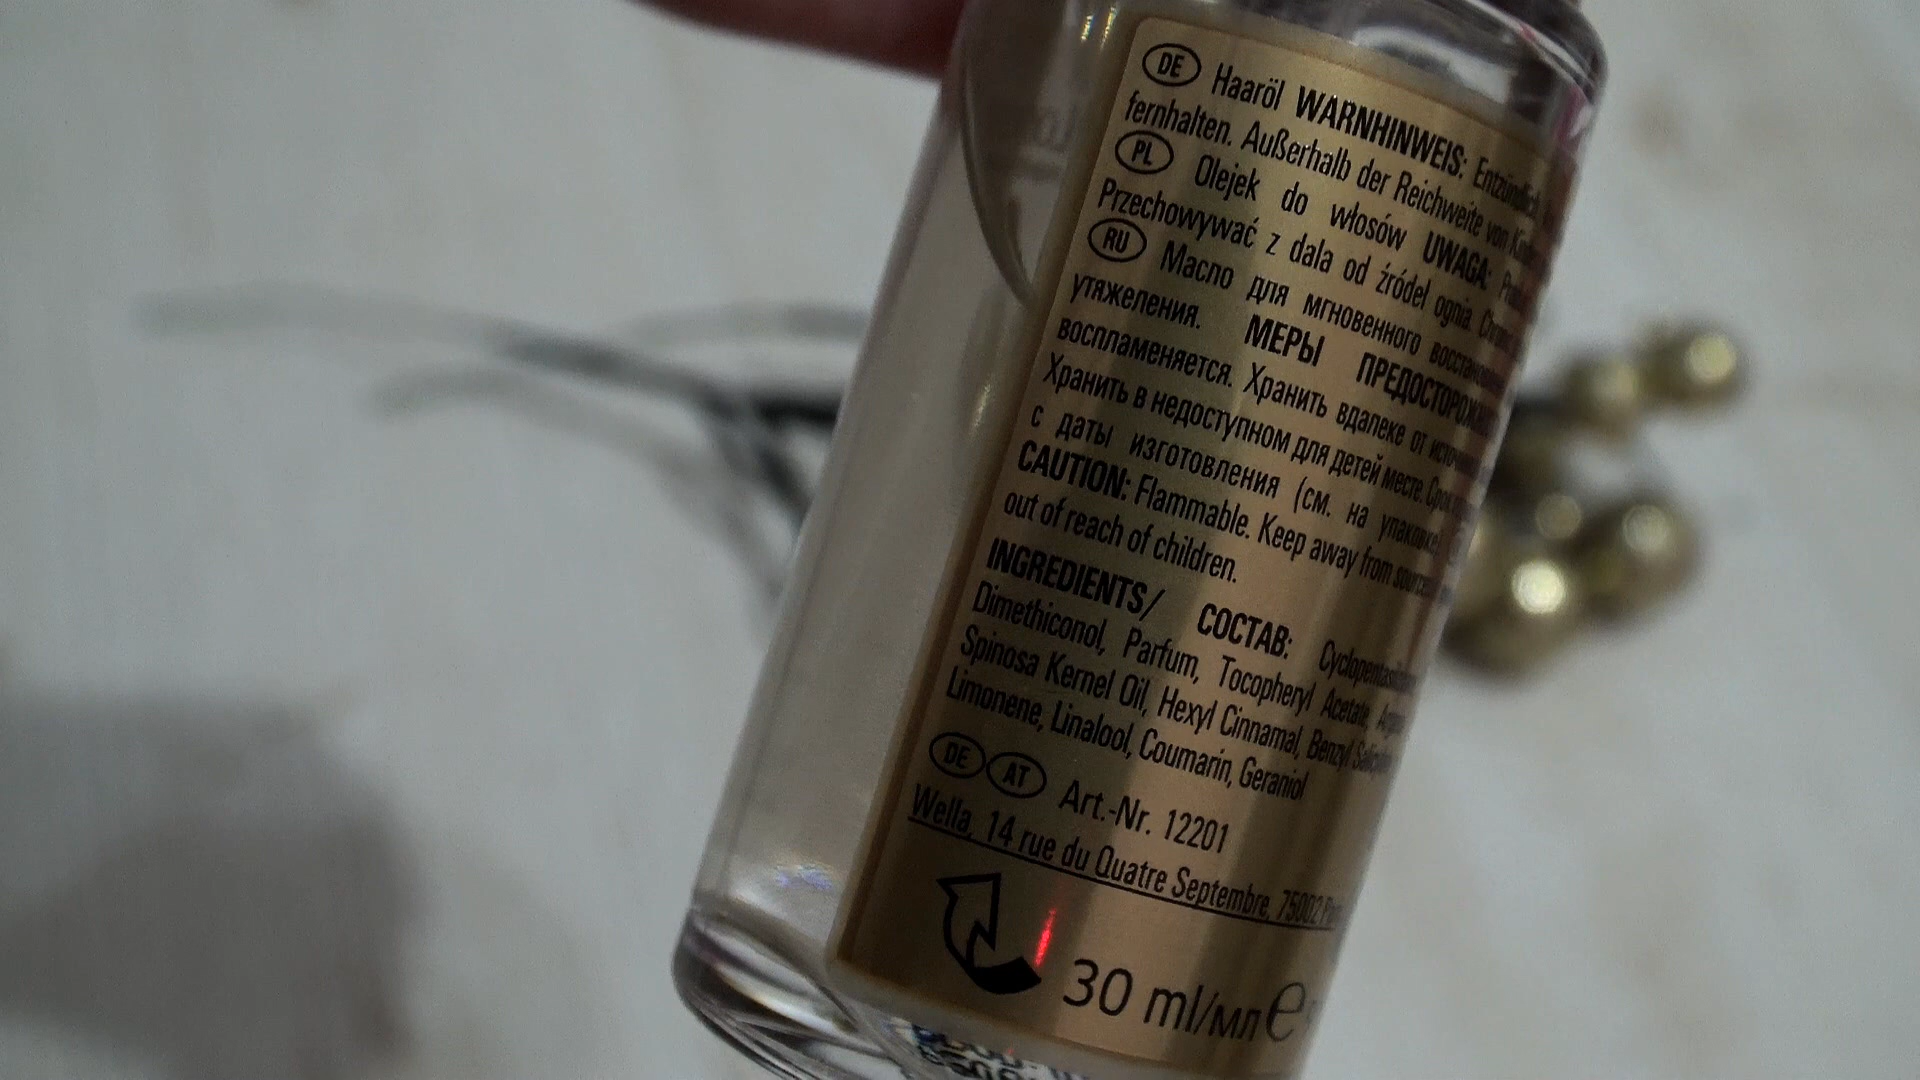 DE Haaröl WARNHINWEIS: Entzündlich
fernhalten. Außerhalb der Reichweite von
PL Olejek do włosów UWAGA:
Przechowywać z dala od źródeł ognia.
RU Масло для мгновенного
утяжеления. МЕРЫ
воспламеняется. Хранить вдалеке от
Хранить в недоступном для детей месте. Срок
с даты изготовления (см. на упаковке)
CAUTION: Flammable. Keep away from
out of reach of children.
INGREDIENTS/ СОСТАВ:
Dimethiconol, Parfum, Tocopheryl Acetate,
Spinosa Kernel Oil, Hexyl Cinnamal, Benzyl
Limonene, Linalool, Coumarin, Geraniol
DE AT Art.-Nr. 12201
Wella, 14 rue du Quatre Septembre, 75002
30 ml/мл e